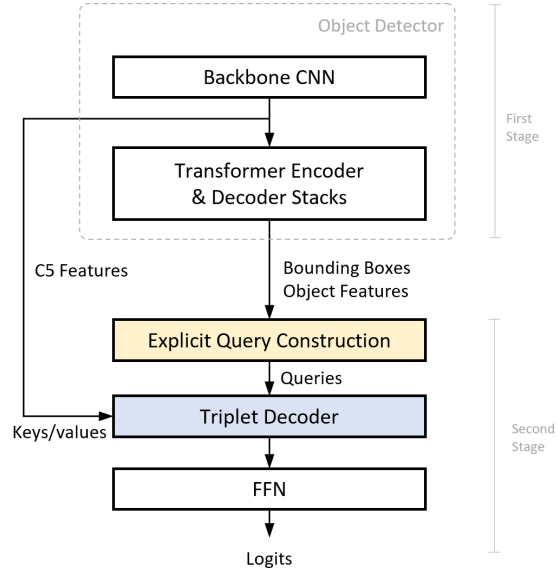 Object Detector
Backbone CNN
First
Stage
Transformer Encoder
& Decoder Stacks
C5 Features
Bounding Boxes
Object Features
Explicit Query Construction
Queries
Triplet Decoder
Keys/values
Second
Stage
FFN
Logits